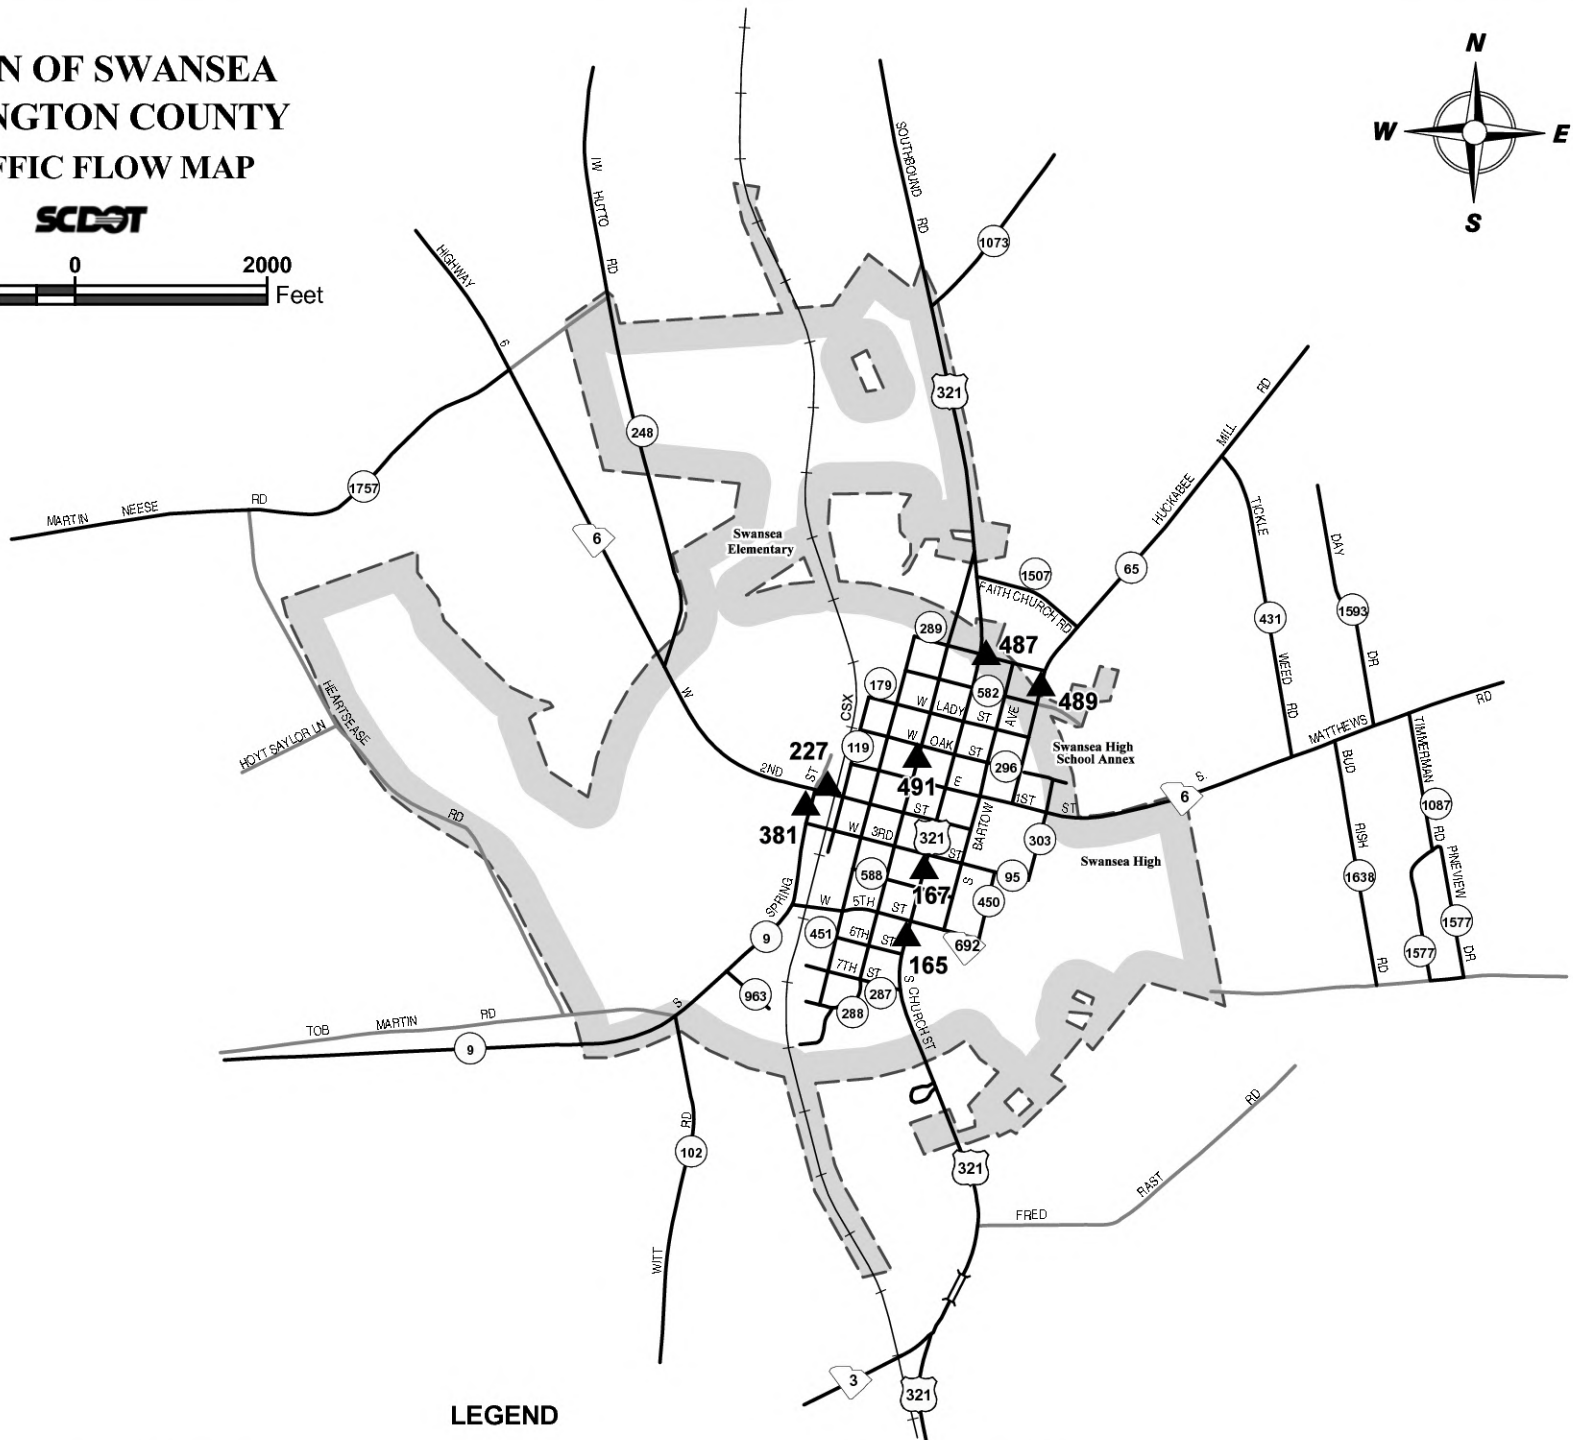 N OF SWANSEA
NGTON COUNTY
FFIC FLOW MAP
SCDOT
0 2000
Feet
N
W E
S
IW HUTTO RD
SOUTHBOUND RD
1073
HIGHWAY 6
321
248
HUCKABEE MILL RD
1757
MARTIN NEESE RD
6
Swansea
Elementary
TICKLE WEED RD
DAY DR
65
1507
FAITH CHURCH RD
431
1593
289
487
179
582
489
W LADY ST
AVE
HEARTSEASE RD
HOYT SAYLOR LN
CSX
W
119
W OAK ST
Swansea High
School Annex
296
MATTHEWS RD
TIMMERMAN RD
227
2ND ST
491
E 1ST ST
S
6
BUD RISH RD
1087
381
ST
W 3RD ST
321
BARTOW
303
Swansea High
PINEVIEW DR
588
167
95
S
450
1638
SPRING
W 5TH ST
9
451
6TH ST
692
1577
1577
165
7TH ST
287
963
288
S CHURCH ST
S
TOB MARTIN RD
9
RD
102
WITT
321
FRED RAST RD
3
321
LEGEND